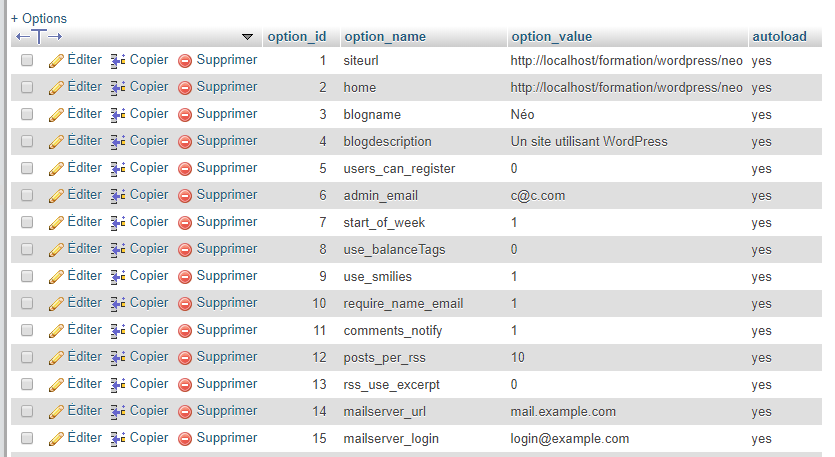 + Options
option_id option_name option_value autoload
Éditer Copier Supprimer 1 siteurl http://localhost/formation/wordpress/neo yes
Éditer Copier Supprimer 2 home http://localhost/formation/wordpress/neo yes
Éditer Copier Supprimer 3 blogname Néo yes
Éditer Copier Supprimer 4 blogdescription Un site utilisant WordPress yes
Éditer Copier Supprimer 5 users_can_register 0 yes
Éditer Copier Supprimer 6 admin_email c@c.com yes
Éditer Copier Supprimer 7 start_of_week 1 yes
Éditer Copier Supprimer 8 use_balanceTags 0 yes
Éditer Copier Supprimer 9 use_smilies 1 yes
Éditer Copier Supprimer 10 require_name_email 1 yes
Éditer Copier Supprimer 11 comments_notify 1 yes
Éditer Copier Supprimer 12 posts_per_rss 10 yes
Éditer Copier Supprimer 13 rss_use_excerpt 0 yes
Éditer Copier Supprimer 14 mailserver_url mail.example.com yes
Éditer Copier Supprimer 15 mailserver_login login@example.com yes